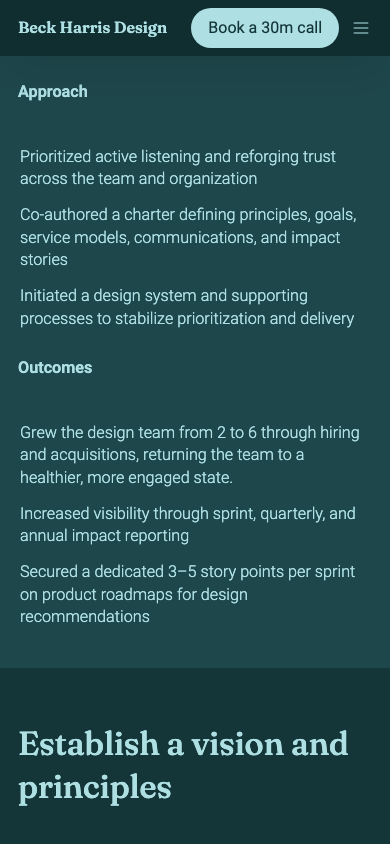 Beck Harris Design
Book a 30m call
Approach
Prioritized active listening and reforging trust
across the team and organization
Co-authored a charter defining principles, goals,
service models, communications, and impact
stories
Initiated a design system and supporting
processes to stabilize prioritization and delivery
Outcomes
Grew the design team from 2 to 6 through hiring
and acquisitions, returning the team to a
healthier, more engaged state.
Increased visibility through sprint, quarterly, and
annual impact reporting
Secured a dedicated 3–5 story points per sprint
on product roadmaps for design
recommendations
Establish a vision and
principles